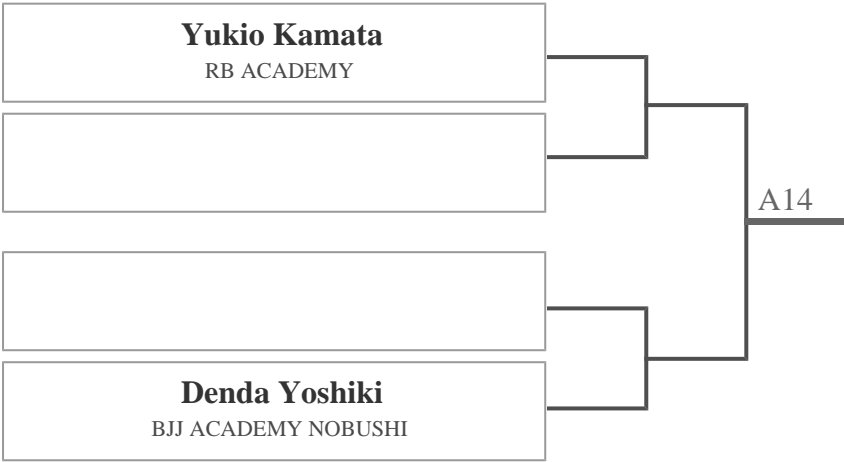 Yukio Kamata
RB ACADEMY
A14
Denda Yoshiki
BJJ ACADEMY NOBUSHI